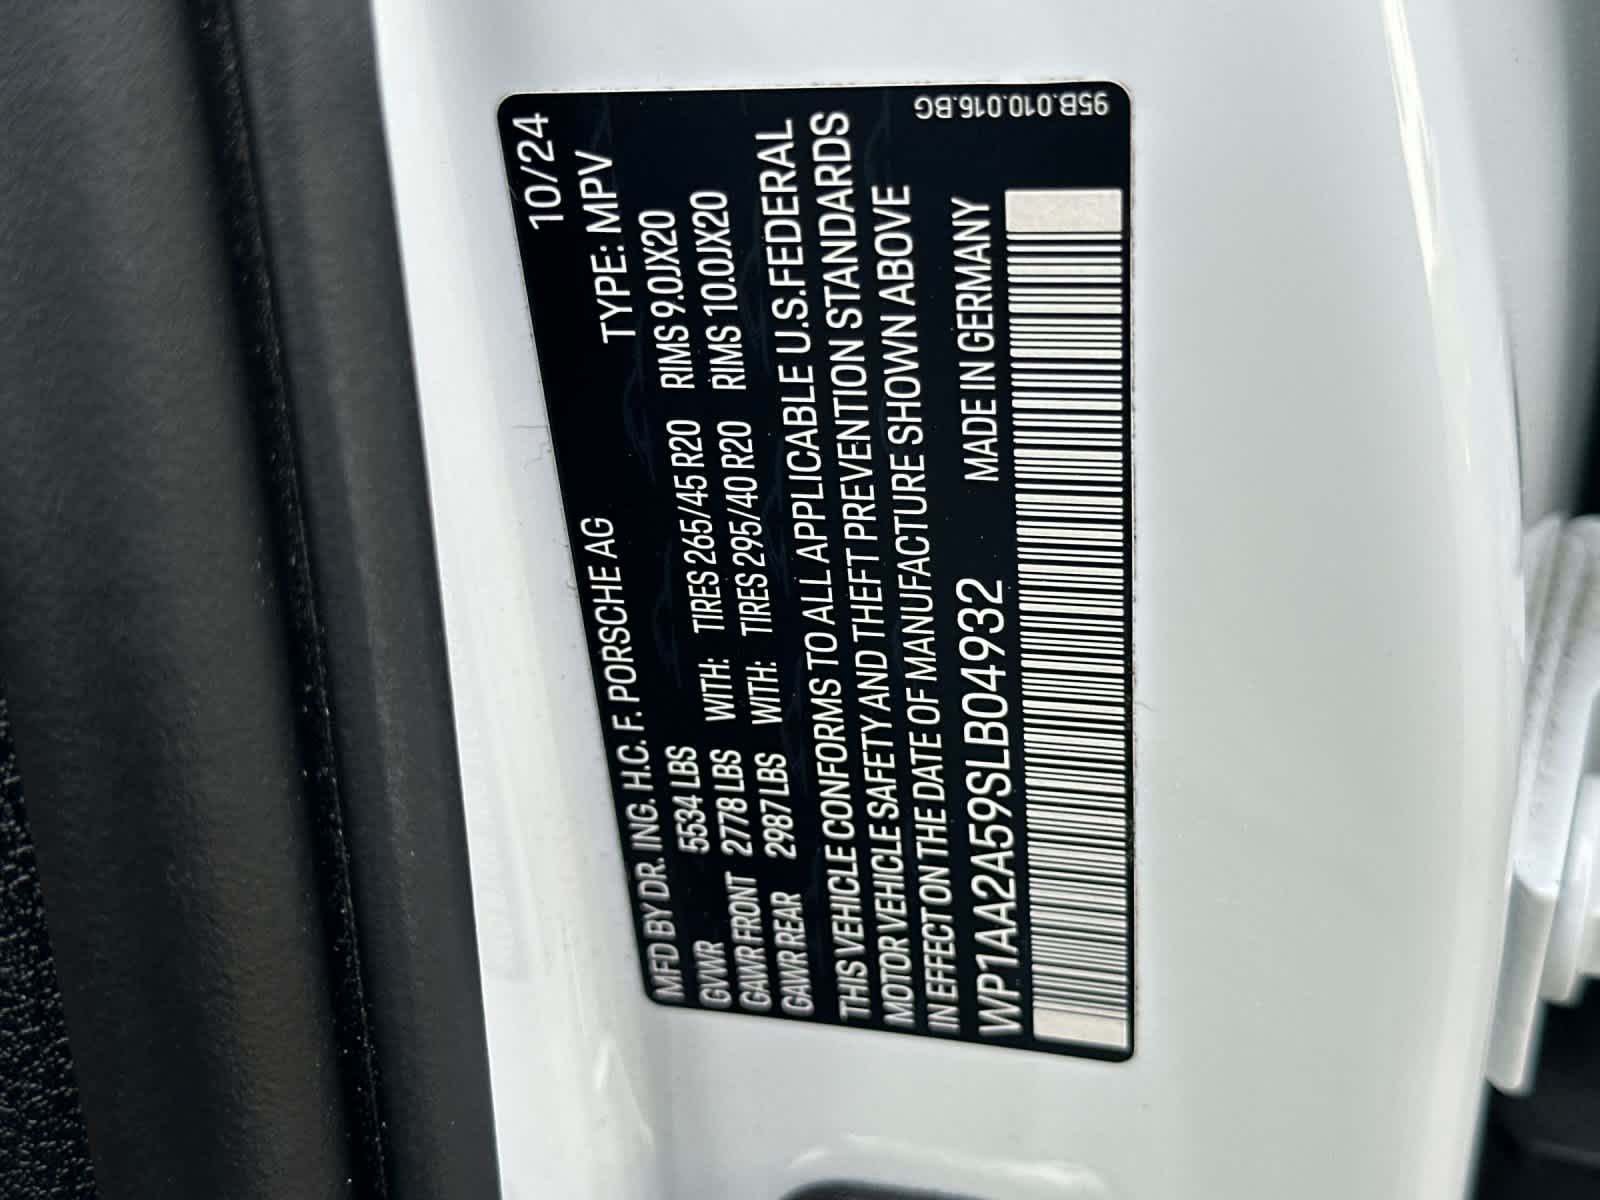 10/24
MFD BY DR. ING. H.C. F. PORSCHE AG TYPE: MPV
GVWR 5534 LBS WITH: TIRES 265/45 R20 RIMS 9.0JX20
GAWR FRONT 2778 LBS WITH: TIRES 295/40 R20 RIMS 10.0JX20
GAWR REAR 2987 LBS
THIS VEHICLE CONFORMS TO ALL APPLICABLE U.S.FEDERAL
MOTOR VEHICLE SAFETY AND THEFT PREVENTION STANDARDS
IN EFFECT ON THE DATE OF MANUFACTURE SHOWN ABOVE
WP1AA2A59SLB04932 MADE IN GERMANY
95B.010.016.BG